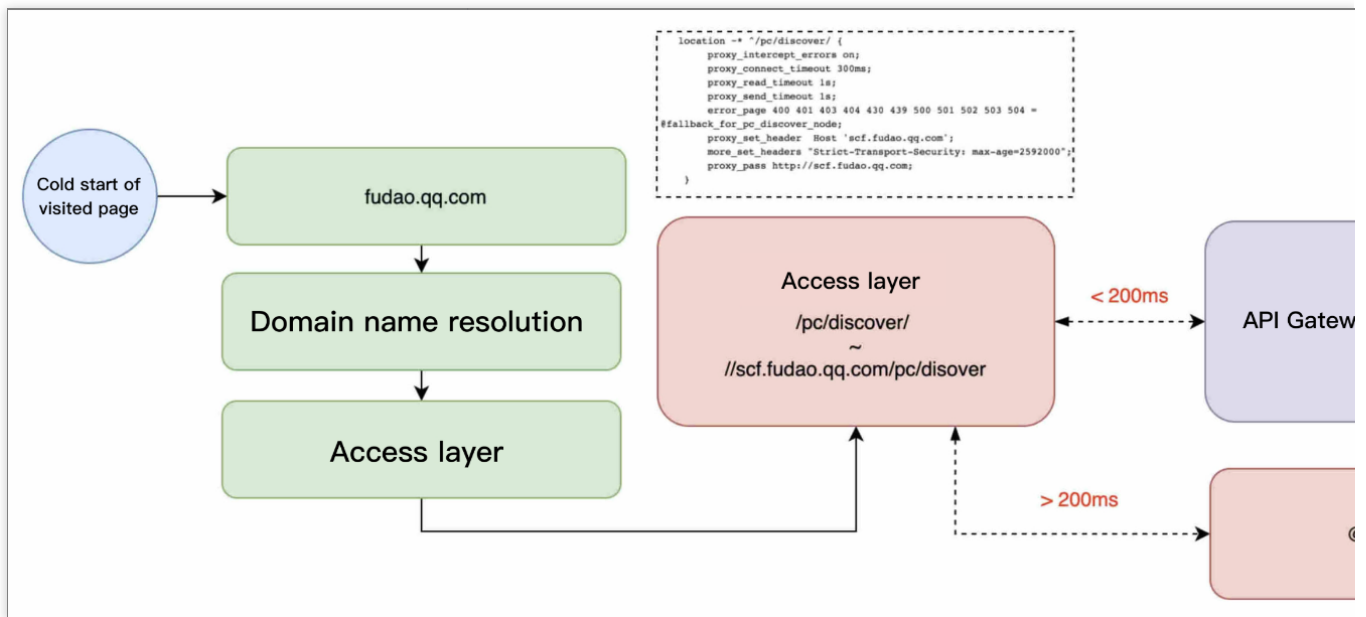 location ~* ^/pc/discover/ {
proxy_intercept_errors on;
proxy_connect_timeout 300ms;
proxy_read_timeout 1s;
proxy_send_timeout 1s;
error_page 400 401 403 404 430 439 500 501 502 503 504 =
@fallback_for_pc_discover_node;
proxy_set_header Host 'scf.fudao.qq.com';
more_set_headers "Strict-Transport-Security: max-age=2592000";
proxy_pass http://scf.fudao.qq.com;
}
Cold start of
visited page
fudao.qq.com
Domain name resolution
Access layer
Access layer
/pc/discover/
~
//scf.fudao.qq.com/pc/disover
< 200ms
API Gatew
> 200ms
@